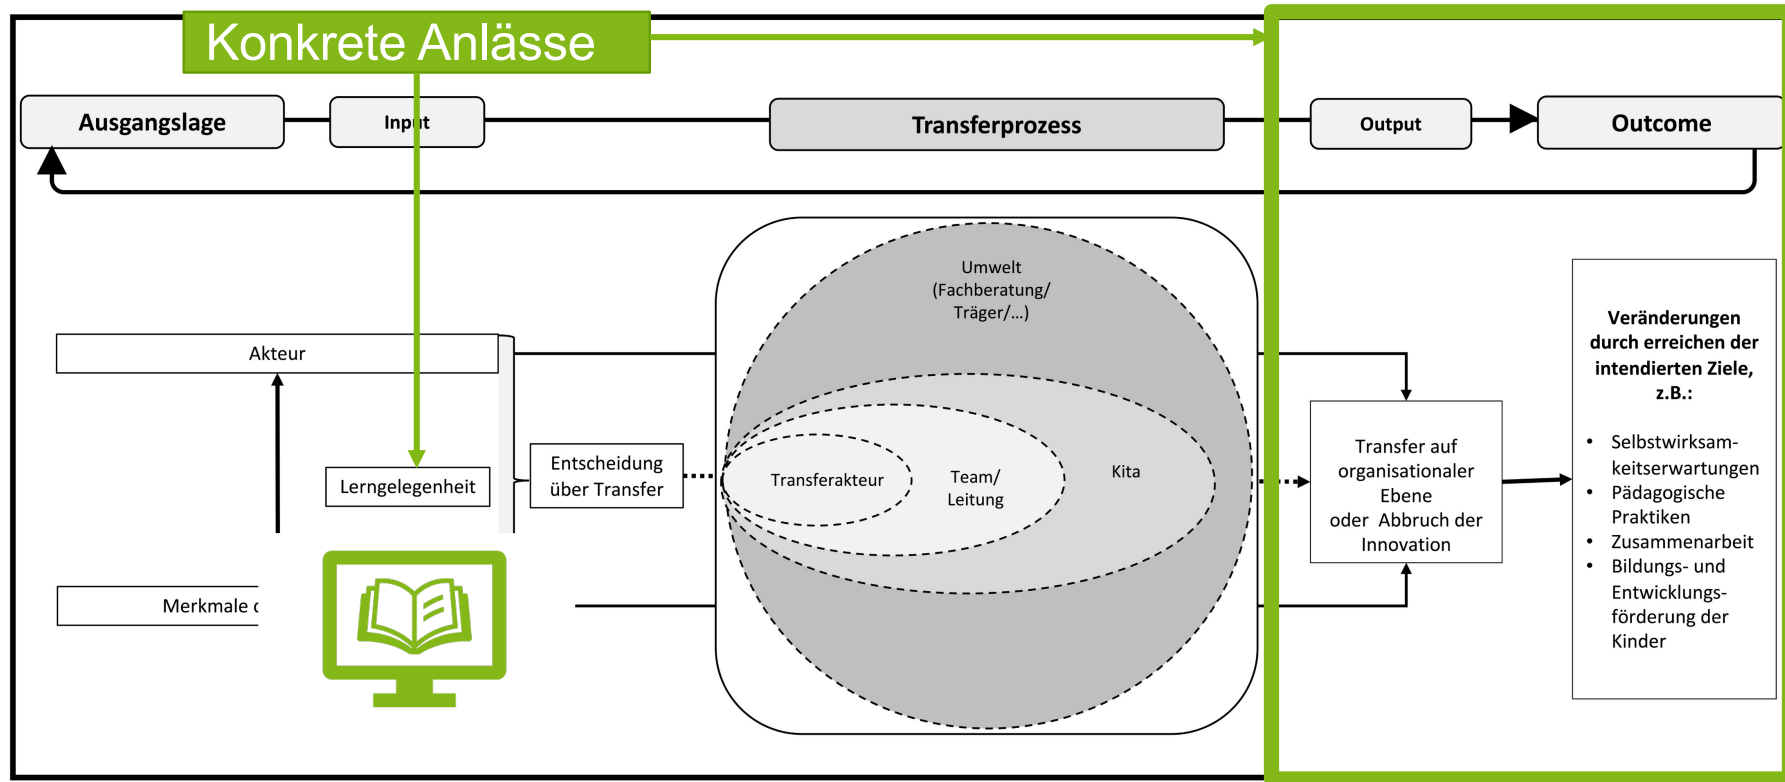 Konkrete Anlässe
Ausgangslage
Input
Transferprozess
Output
Outcome
Umwelt
(Fachberatung/
Träger/...)
Akteur
Lerngelegenheit
Entscheidung
über Transfer
Transferakteur
Team/
Leitung
Kita
Merkmale
Transfer auf
organisationaler
Ebene
oder Abbruch der
Innovation
Veränderungen
durch erreichen der
intendierten Ziele,
z.B.:
• Selbstwirksam-
keitserwartungen
• Pädagogische
Praktiken
• Zusammenarbeit
• Bildungs- und
Entwicklungs-
förderung der
Kinder